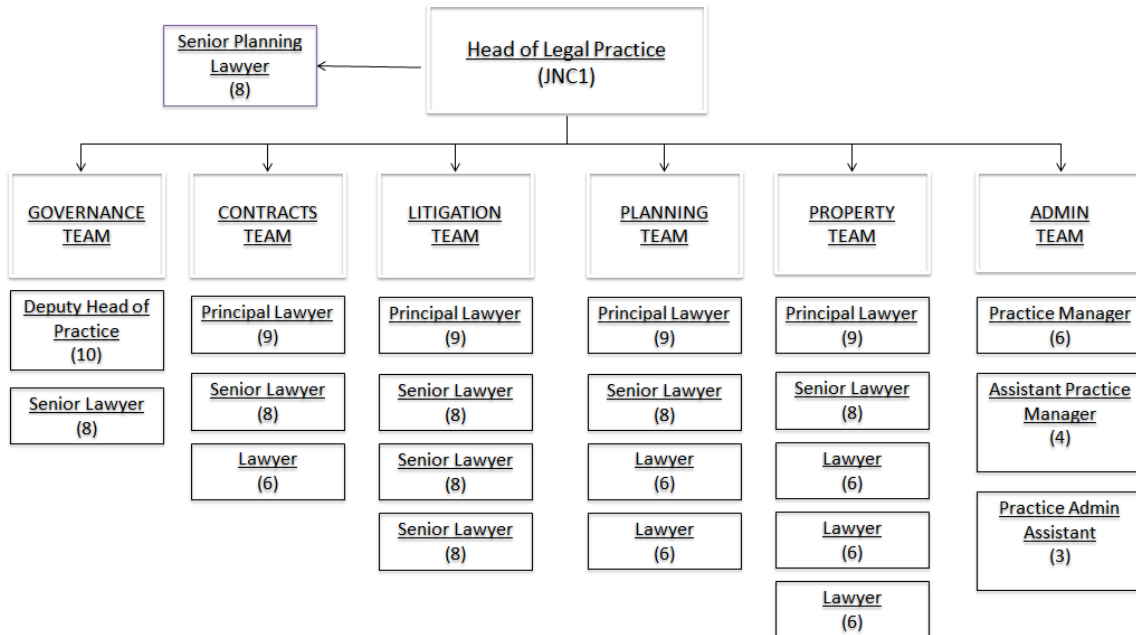 Senior Planning
Lawyer
(8)
Head of Legal Practice
(JNC1)
GOVERNANCE
TEAM
CONTRACTS
TEAM
LITIGATION
TEAM
PLANNING
TEAM
PROPERTY
TEAM
ADMIN
TEAM
Deputy Head of
Practice
(10)
Senior Lawyer
(8)
Principal Lawyer
(9)
Senior Lawyer
(8)
Lawyer
(6)
Principal Lawyer
(9)
Senior Lawyer
(8)
Senior Lawyer
(8)
Senior Lawyer
(8)
Principal Lawyer
(9)
Senior Lawyer
(8)
Lawyer
(6)
Lawyer
(6)
Principal Lawyer
(9)
Senior Lawyer
(8)
Lawyer
(6)
Lawyer
(6)
Lawyer
(6)
Practice Manager
(6)
Assistant Practice
Manager
(4)
Practice Admin
Assistant
(3)